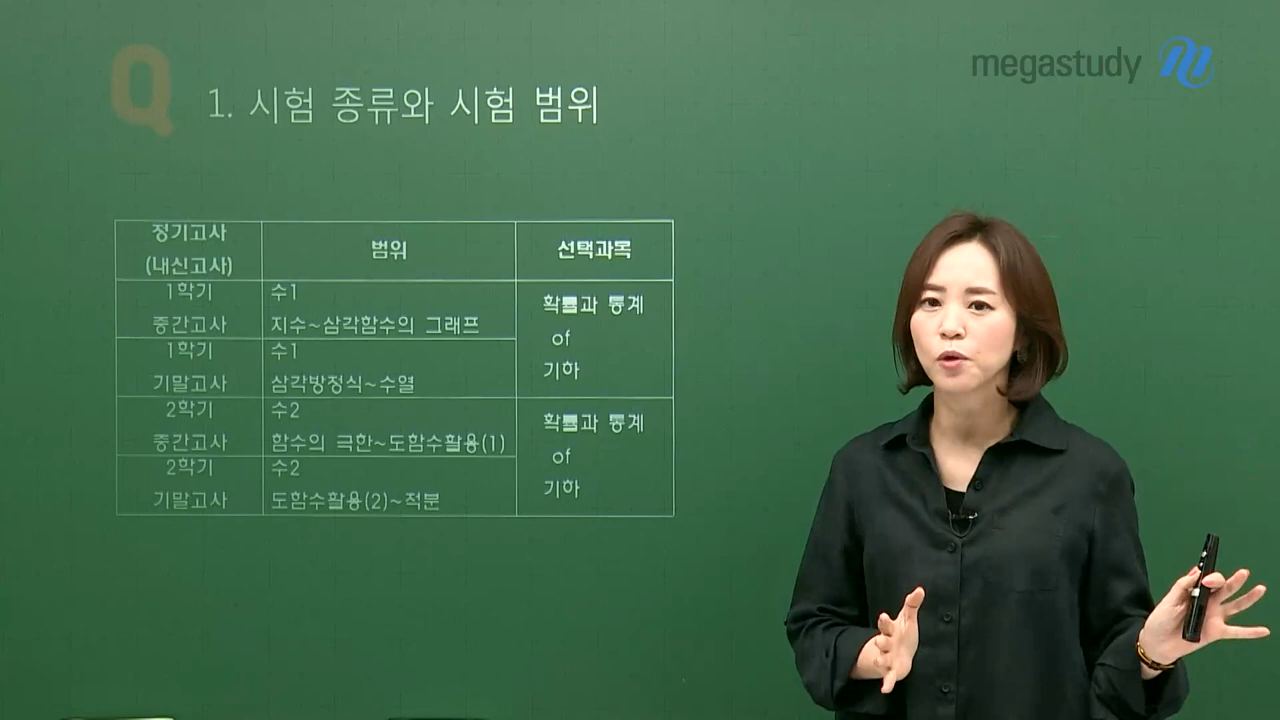 megastudy
Q
1. 시험 종류와 시험 범위
정기고사
(내신고사)
범위
선택과목
1학기
중간고사
수1
지수~삼각함수의 그래프
확률과 통계
of
기하
1학기
기말고사
수1
삼각방정식~수열
2학기
중간고사
수2
함수의 극한~도함수활용(1)
확률과 통계
of
기하
2학기
기말고사
수2
도함수활용(2)~적분